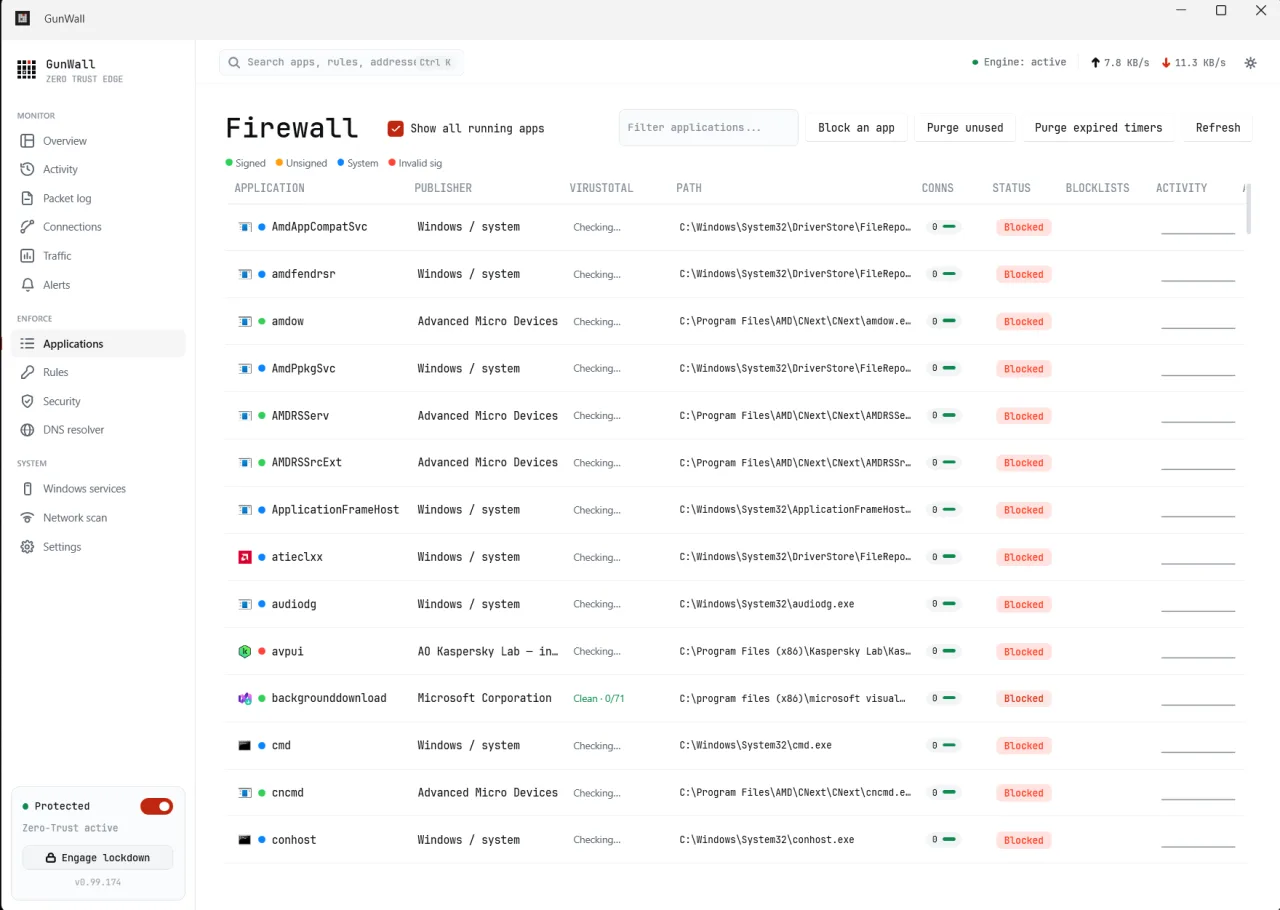 GunWall
GunWall
ZERO TRUST EDGE
Search apps, rules, address Ctrl K
Engine: active
7.8 KB/s
11.3 KB/s
MONITOR
Overview
Activity
Packet log
Connections
Traffic
Alerts
ENFORCE
Applications
Rules
Security
DNS resolver
SYSTEM
Windows services
Network scan
Settings
Protected
Zero-Trust active
Engage lockdown
v0.99.174
Firewall
Show all running apps
Filter applications...
Block an app
Purge unused
Purge expired timers
Refresh
Signed Unsigned System Invalid sig
APPLICATION PUBLISHER VIRUSTOTAL PATH CONNS STATUS BLOCKLISTS ACTIVITY
AmdAppCompatSvc Windows / system Checking... C:\Windows\System32\DriverStore\FileRepo… 0 Blocked
amdfendrsr Windows / system Checking... C:\Windows\System32\DriverStore\FileRepo… 0 Blocked
amdow Advanced Micro Devices Checking... C:\Program Files\AMD\CNext\CNext\amdow.e… 0 Blocked
AmdPpkgSvc Windows / system Checking... C:\Windows\System32\DriverStore\FileRepo… 0 Blocked
AMDRSServ Advanced Micro Devices Checking... C:\Program Files\AMD\CNext\CNext\AMDRSSe… 0 Blocked
AMDRSSrcExt Advanced Micro Devices Checking... C:\Program Files\AMD\CNext\CNext\AMDRSSr… 0 Blocked
ApplicationFrameHost Windows / system Checking... C:\Windows\System32\ApplicationFrameHost… 0 Blocked
atieclxx Windows / system Checking... C:\Windows\System32\DriverStore\FileRepo… 0 Blocked
audiodg Windows / system Checking... C:\Windows\System32\audiodg.exe 0 Blocked
avpui AO Kaspersky Lab — in… Checking... C:\Program Files (x86)\Kaspersky Lab\Kas… 0 Blocked
backgrounddownload Microsoft Corporation Clean · 0/71 C:\program files (x86)\microsoft visual… 0 Blocked
cmd Windows / system Checking... C:\Windows\System32\cmd.exe 0 Blocked
cncmd Advanced Micro Devices Checking... C:\Program Files\AMD\CNext\CNext\cncmd.e… 0 Blocked
conhost Windows / system Checking... C:\Windows\System32\conhost.exe 0 Blocked